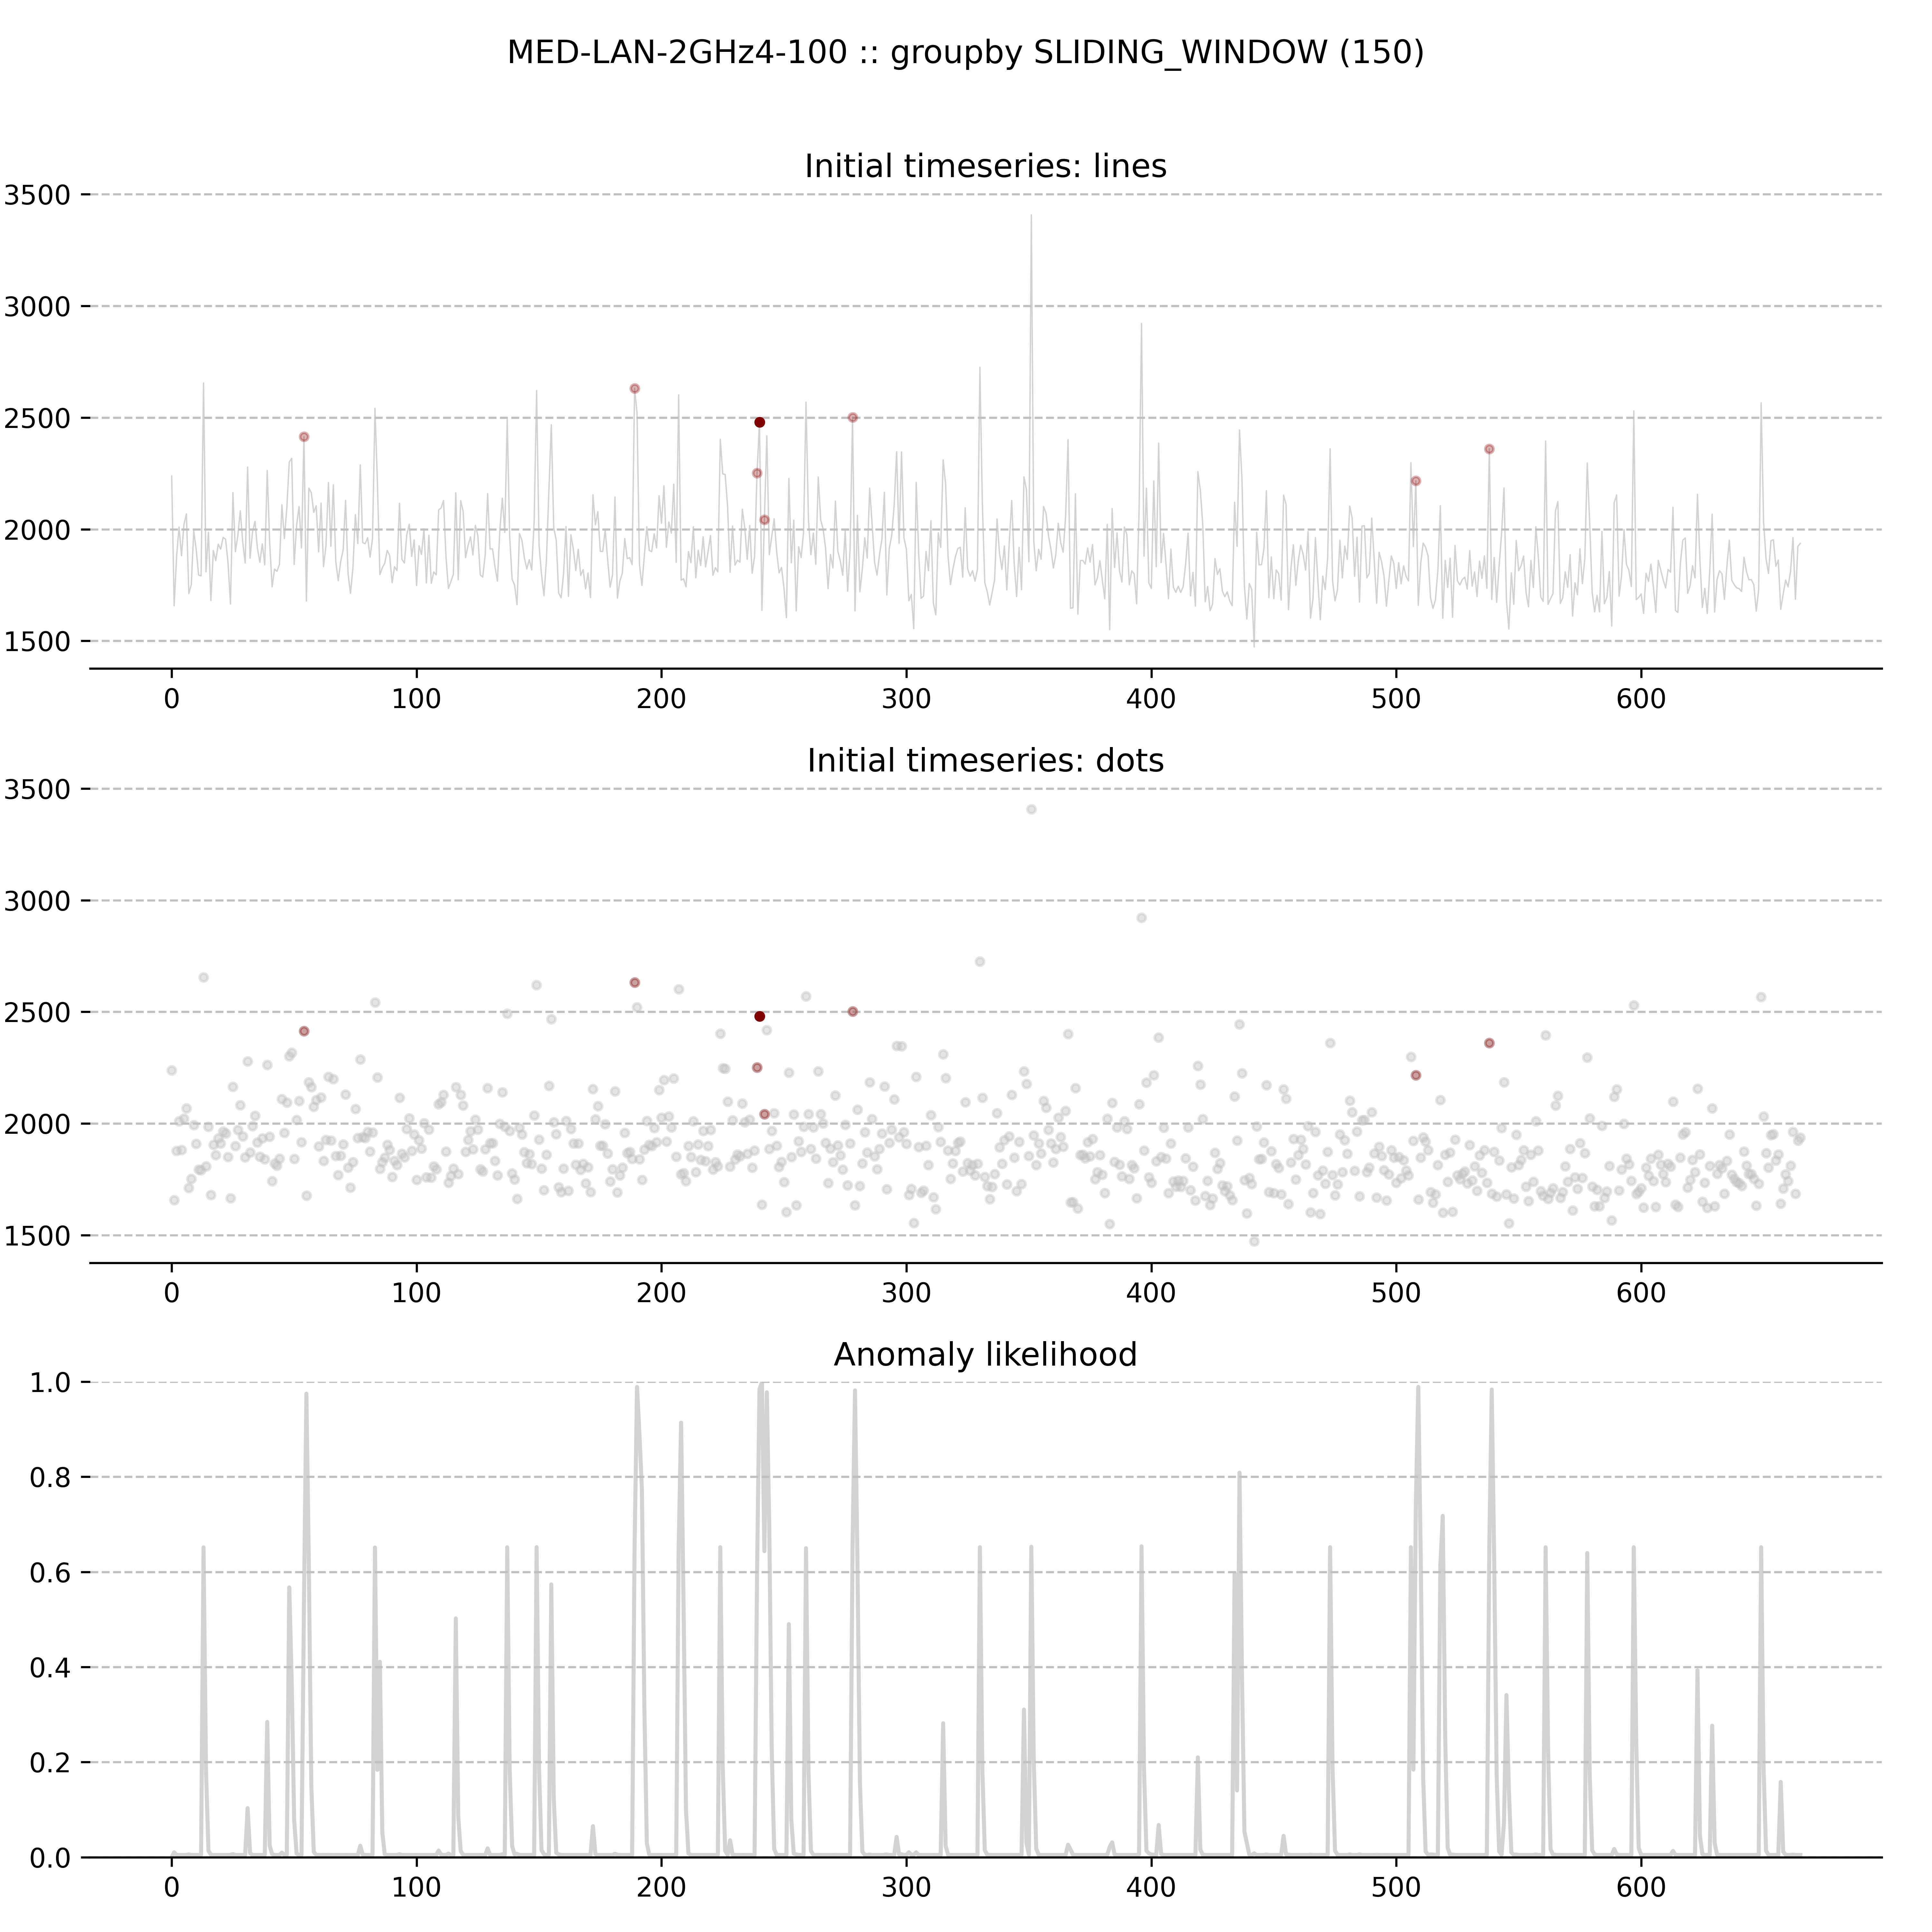 MED-LAN-2GHz4-100 :: groupby SLIDING_WINDOW (150)
Initial timeseries: lines
3500
3000
2500
2000
1500
0 100 200 300 400 500 600
Initial timeseries: dots
3500
3000
2500
2000
1500
0 100 200 300 400 500 600
Anomaly likelihood
1.0
0.8
0.6
0.4
0.2
0.0
0 100 200 300 400 500 600